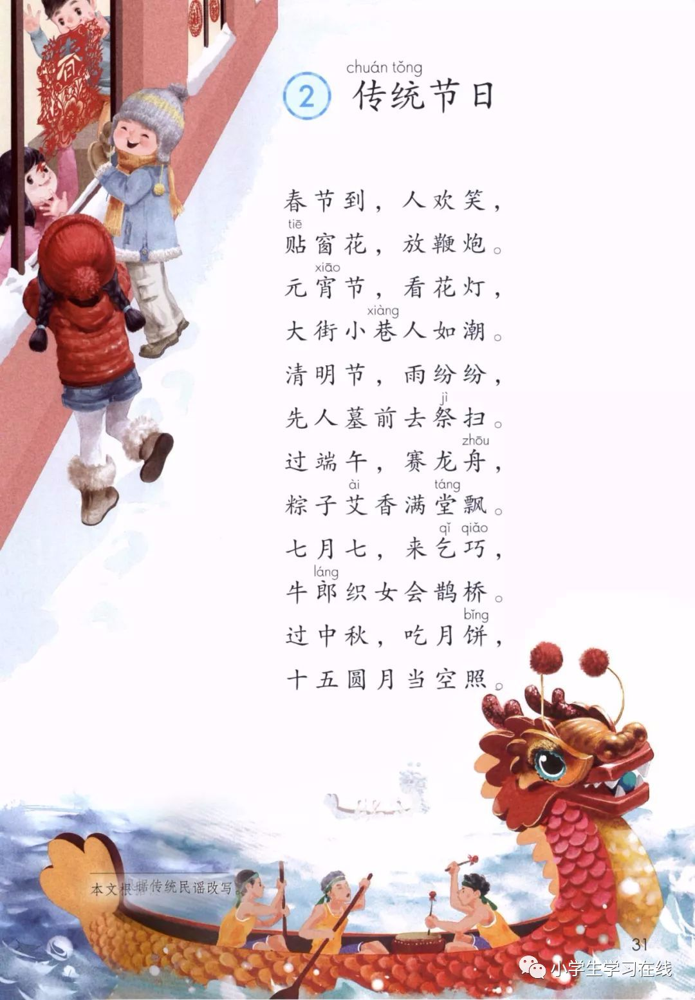 chuán tǒng
2 传统节日
春节到，人欢笑，
tiē
贴窗花，放鞭炮。
xiāo
元宵节，看花灯，
xiàng
大街小巷人如潮。
清明节，雨纷纷，
jì
先人墓前去祭扫。
zhōu
过端午，赛龙舟，
ài táng
粽子艾香满堂飘。
qǐ qiǎo
七月七，来乞巧，
láng
牛郎织女会鹊桥。
bǐng
过中秋，吃月饼，
十五圆月当空照。
春
本文根据传统民谣改写。
31
小学生学习在线